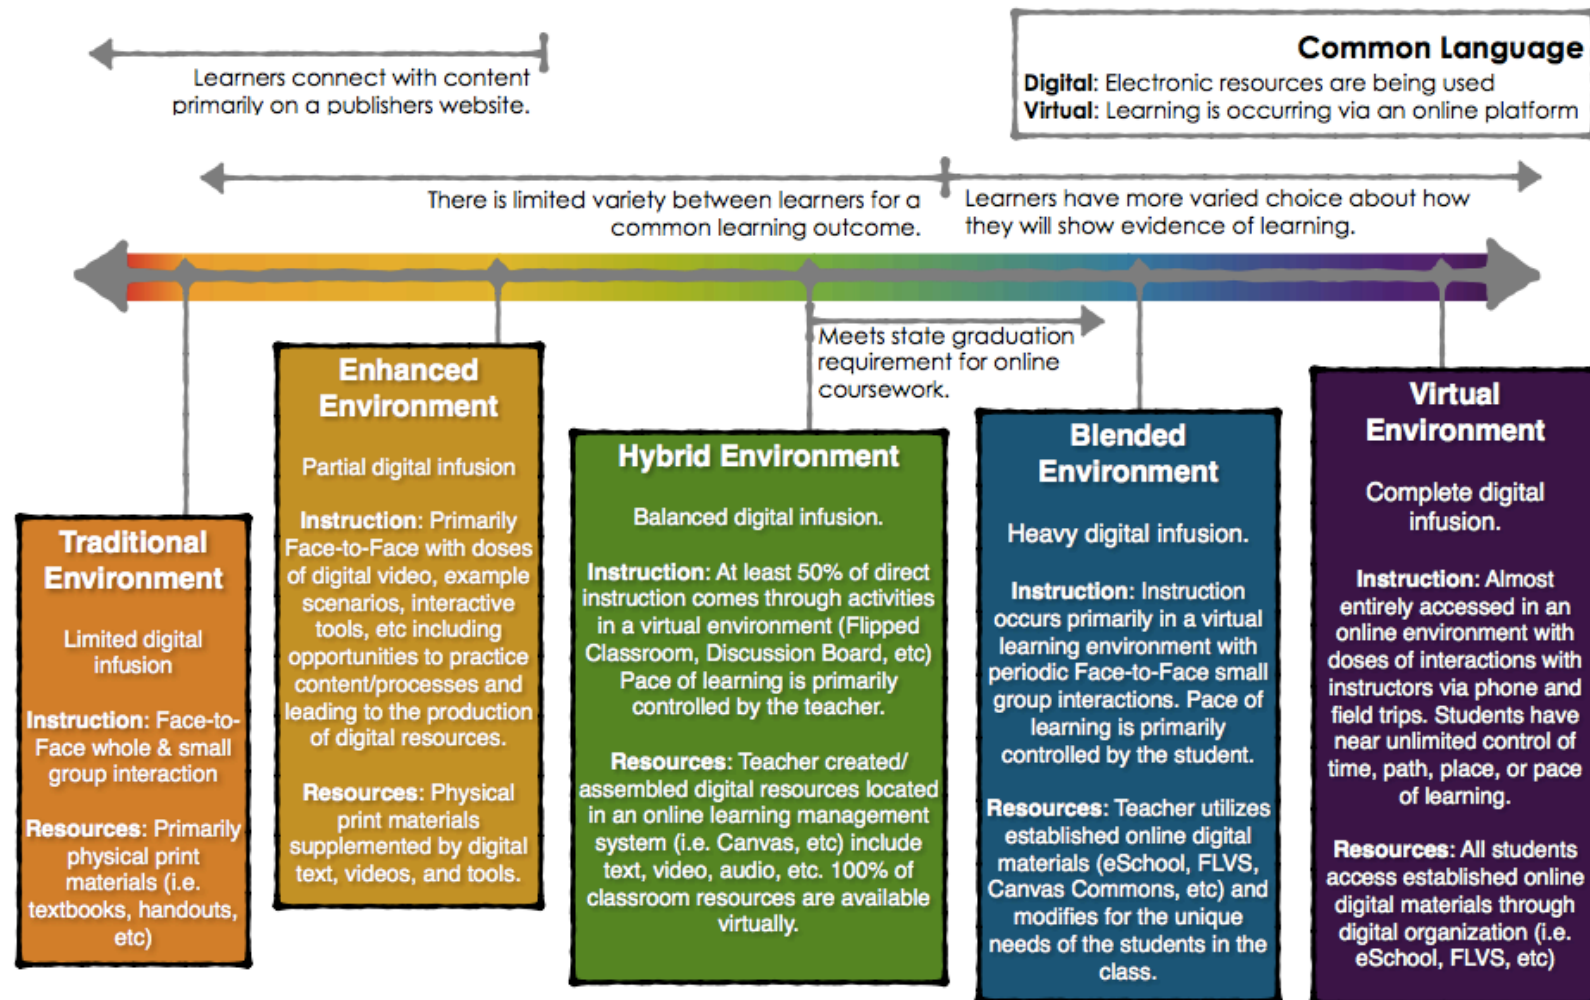 Learners connect with content
primarily on a publishers website.
Common Language
Digital: Electronic resources are being used
Virtual: Learning is occurring via an online platform
There is limited variety between learners for a
common learning outcome.
Learners have more varied choice about how
they will show evidence of learning.
Meets state graduation
requirement for online
coursework.
Traditional
Environment
Limited digital
infusion
Instruction: Face-to-
Face whole & small
group interaction
Resources: Primarily
physical print
materials (i.e.
textbooks, handouts,
etc)
Enhanced
Environment
Partial digital infusion
Instruction: Primarily
Face-to-Face with doses
of digital video, example
scenarios, interactive
tools, etc including
opportunities to practice
content/processes and
leading to the production
of digital resources.
Resources: Physical
print materials
supplemented by digital
text, videos, and tools.
Hybrid Environment
Balanced digital infusion.
Instruction: At least 50% of direct
instruction comes through activities
in a virtual environment (Flipped
Classroom, Discussion Board, etc)
Pace of learning is primarily
controlled by the teacher.
Resources: Teacher created/
assembled digital resources located
in an online learning management
system (i.e. Canvas, etc) include
text, video, audio, etc. 100% of
classroom resources are available
virtually.
Blended
Environment
Heavy digital infusion.
Instruction: Instruction
occurs primarily in a virtual
learning environment with
periodic Face-to-Face small
group interactions. Pace of
learning is primarily
controlled by the student.
Resources: Teacher utilizes
established online digital
materials (eSchool, FLVS,
Canvas Commons, etc) and
modifies for the unique
needs of the students in the
class.
Virtual
Environment
Complete digital
infusion.
Instruction: Almost
entirely accessed in an
online environment with
doses of interactions with
instructors via phone and
field trips. Students have
near unlimited control of
time, path, place, or pace
of learning.
Resources: All students
access established online
digital materials through
digital organization (i.e.
eSchool, FLVS, etc)